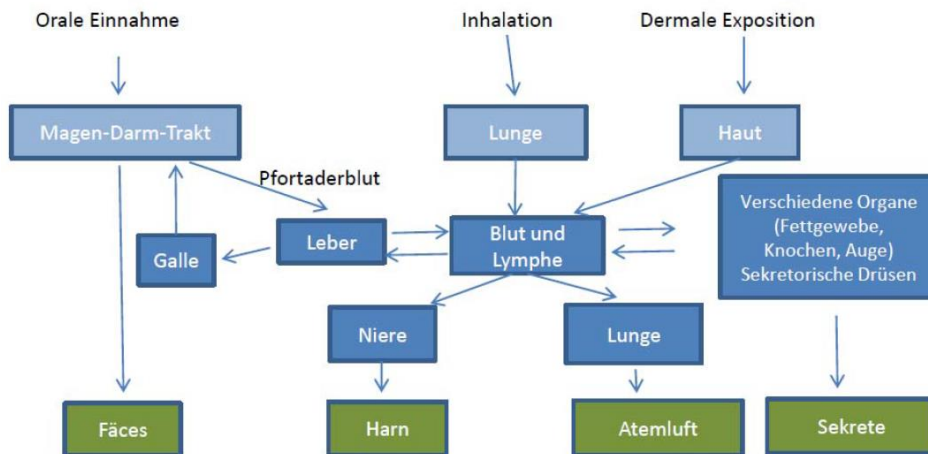 Orale Einnahme
Inhalation
Dermale Exposition
Magen-Darm-Trakt
Lunge
Haut
Pfortaderblut
Verschiedene Organe
(Fettgewebe,
Knochen, Auge)
Sekretorische Drüsen
Galle
Leber
Blut und
Lymphe
Niere
Lunge
Fäces
Harn
Atemluft
Sekrete